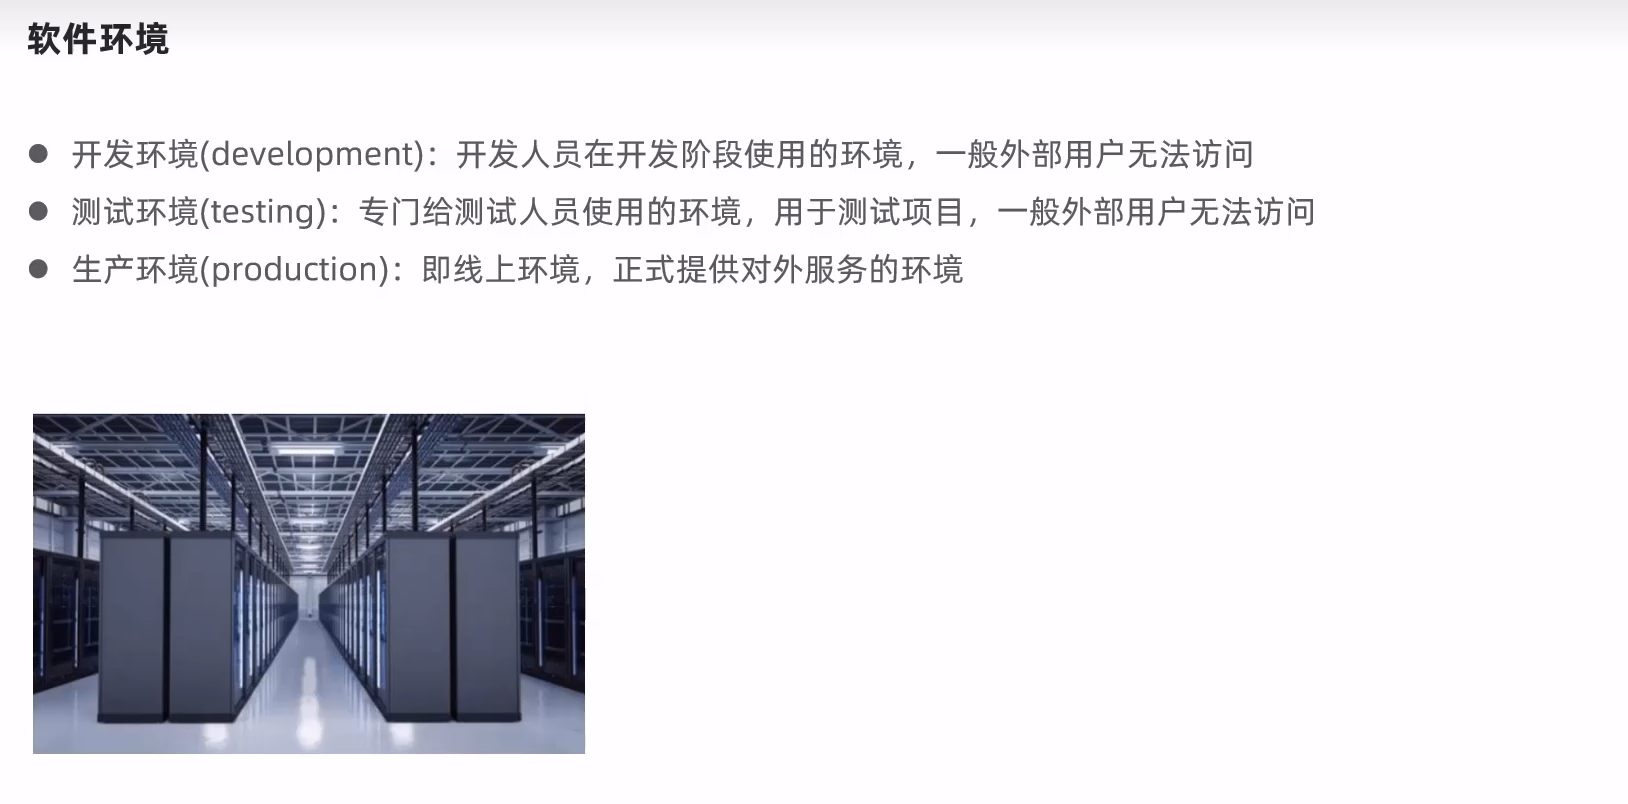 软件环境
● 开发环境(development)：开发人员在开发阶段使用的环境，一般外部用户无法访问
● 测试环境(testing)：专门给测试人员使用的环境，用于测试项目，一般外部用户无法访问
● 生产环境(production)：即线上环境，正式提供对外服务的环境